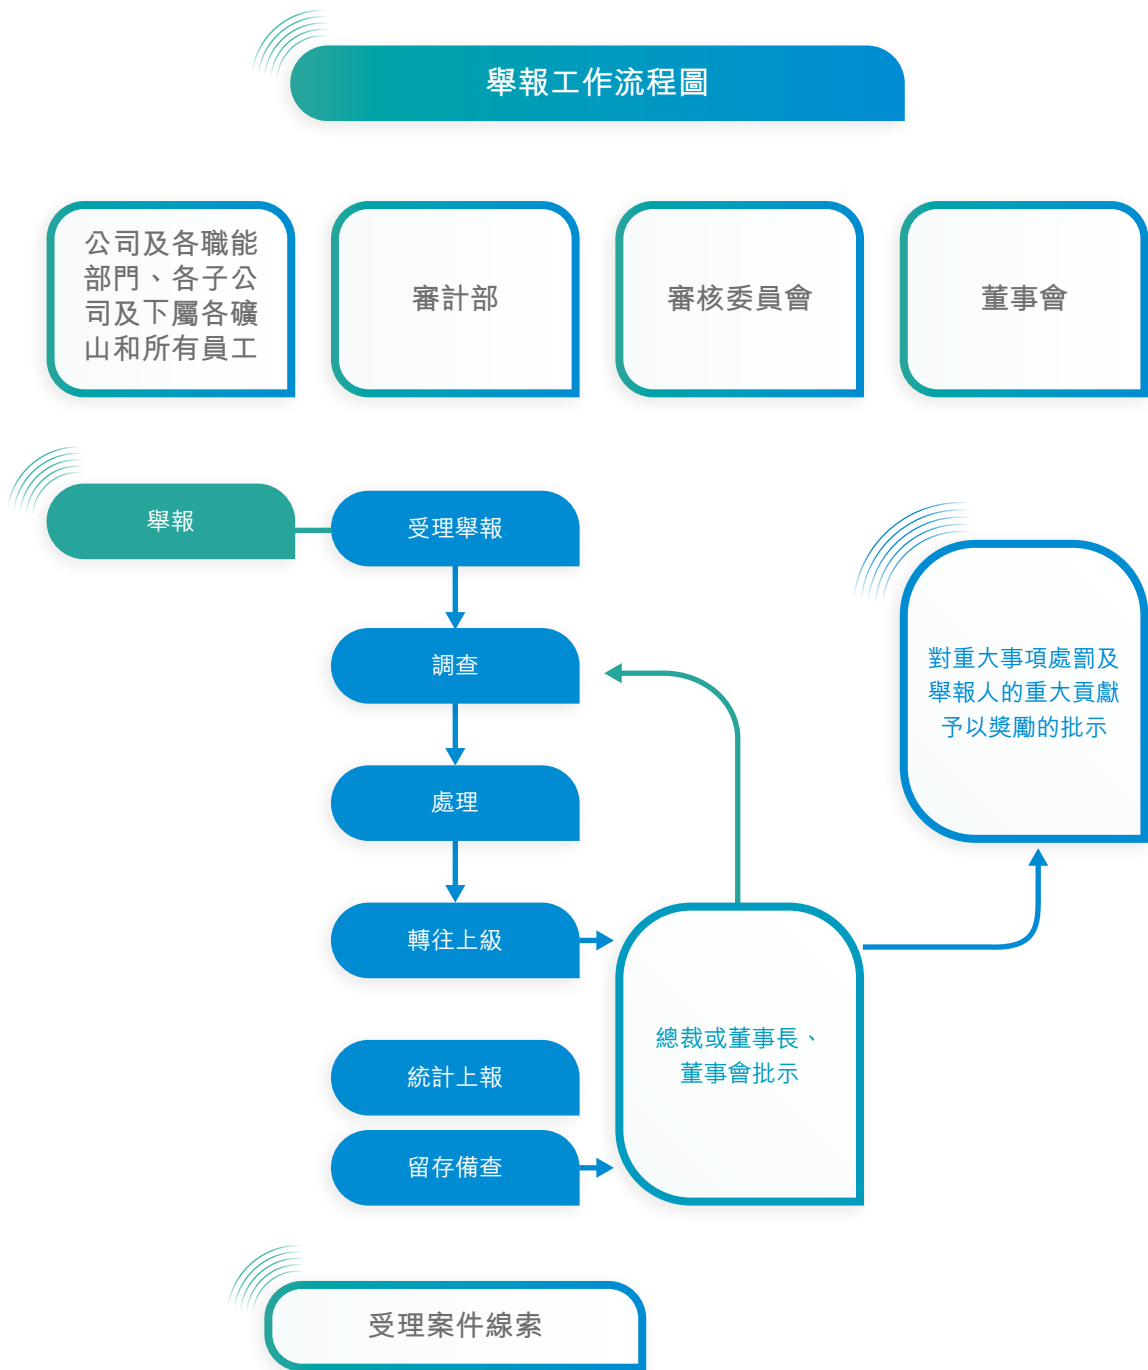 舉報工作流程圖
公司及各職能
部門、各子公
司及下屬各礦
山和所有員工
審計部
審核委員會
董事會
舉報
受理舉報
調查
處理
轉往上級
統計上報
留存備查
總裁或董事長、
董事會批示
對重大事項處罰及
舉報人的重大貢獻
予以獎勵的批示
受理案件線索